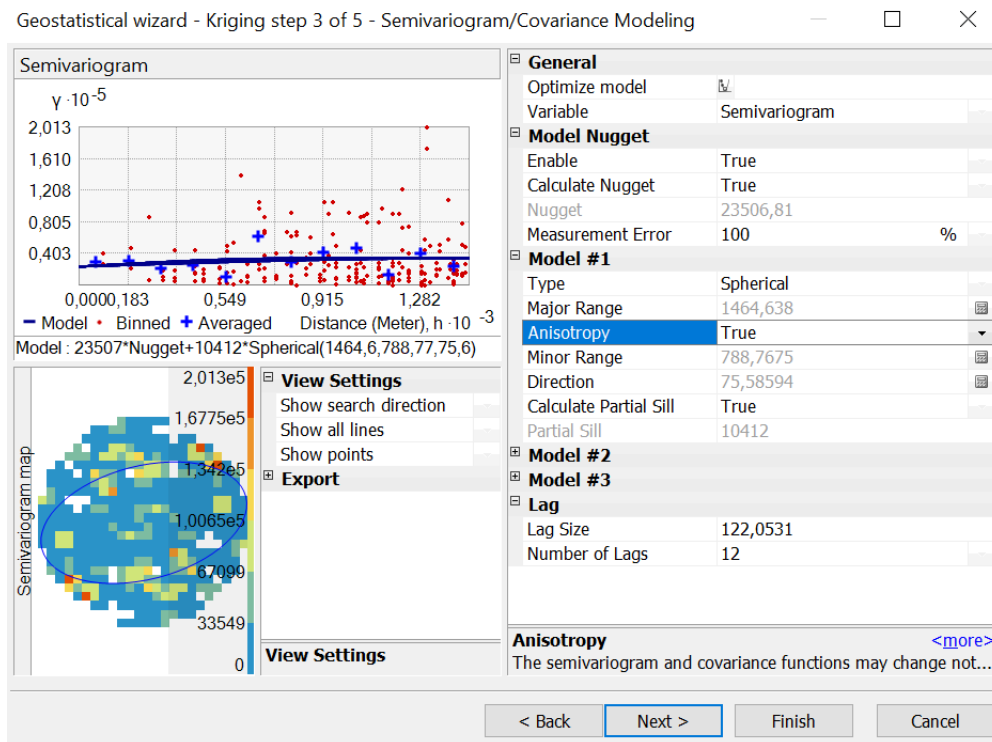 Geostatistical wizard - Kriging step 3 of 5 - Semivariogram/Covariance Modeling
Semivariogram
γ ·10 -5
2,013
1,610
1,208
0,805
0,403
0,0000,183 0,549 0,915 1,282
Model Binned Averaged Distance (Meter), h ·10 -3
Model : 23507*Nugget+10412*Spherical(1464,6,788,77,75,6)
Semivariogram map
2,013e5
1,6775e5
1,342e5
1,0065e5
67099
33549
0
View Settings
Show search direction
Show all lines
Show points
Export
View Settings
General
Optimize model
Variable Semivariogram
Model Nugget
Enable True
Calculate Nugget True
Nugget 23506,81
Measurement Error 100 %
Model #1
Type Spherical
Major Range 1464,638
Anisotropy True
Minor Range 788,7675
Direction 75,58594
Calculate Partial Sill True
Partial Sill 10412
Model #2
Model #3
Lag
Lag Size 122,0531
Number of Lags 12
Anisotropy <more>
The semivariogram and covariance functions may change not...
< Back Next > Finish Cancel